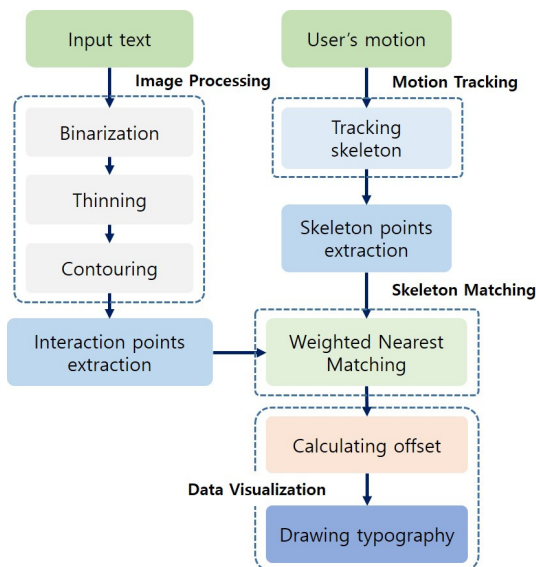 Input text
User's motion
Image Processing
Motion Tracking
Binarization
Tracking
skeleton
Thinning
Skeleton points
extraction
Contouring
Skeleton Matching
Interaction points
extraction
Weighted Nearest
Matching
Calculating offset
Data Visualization
Drawing typography